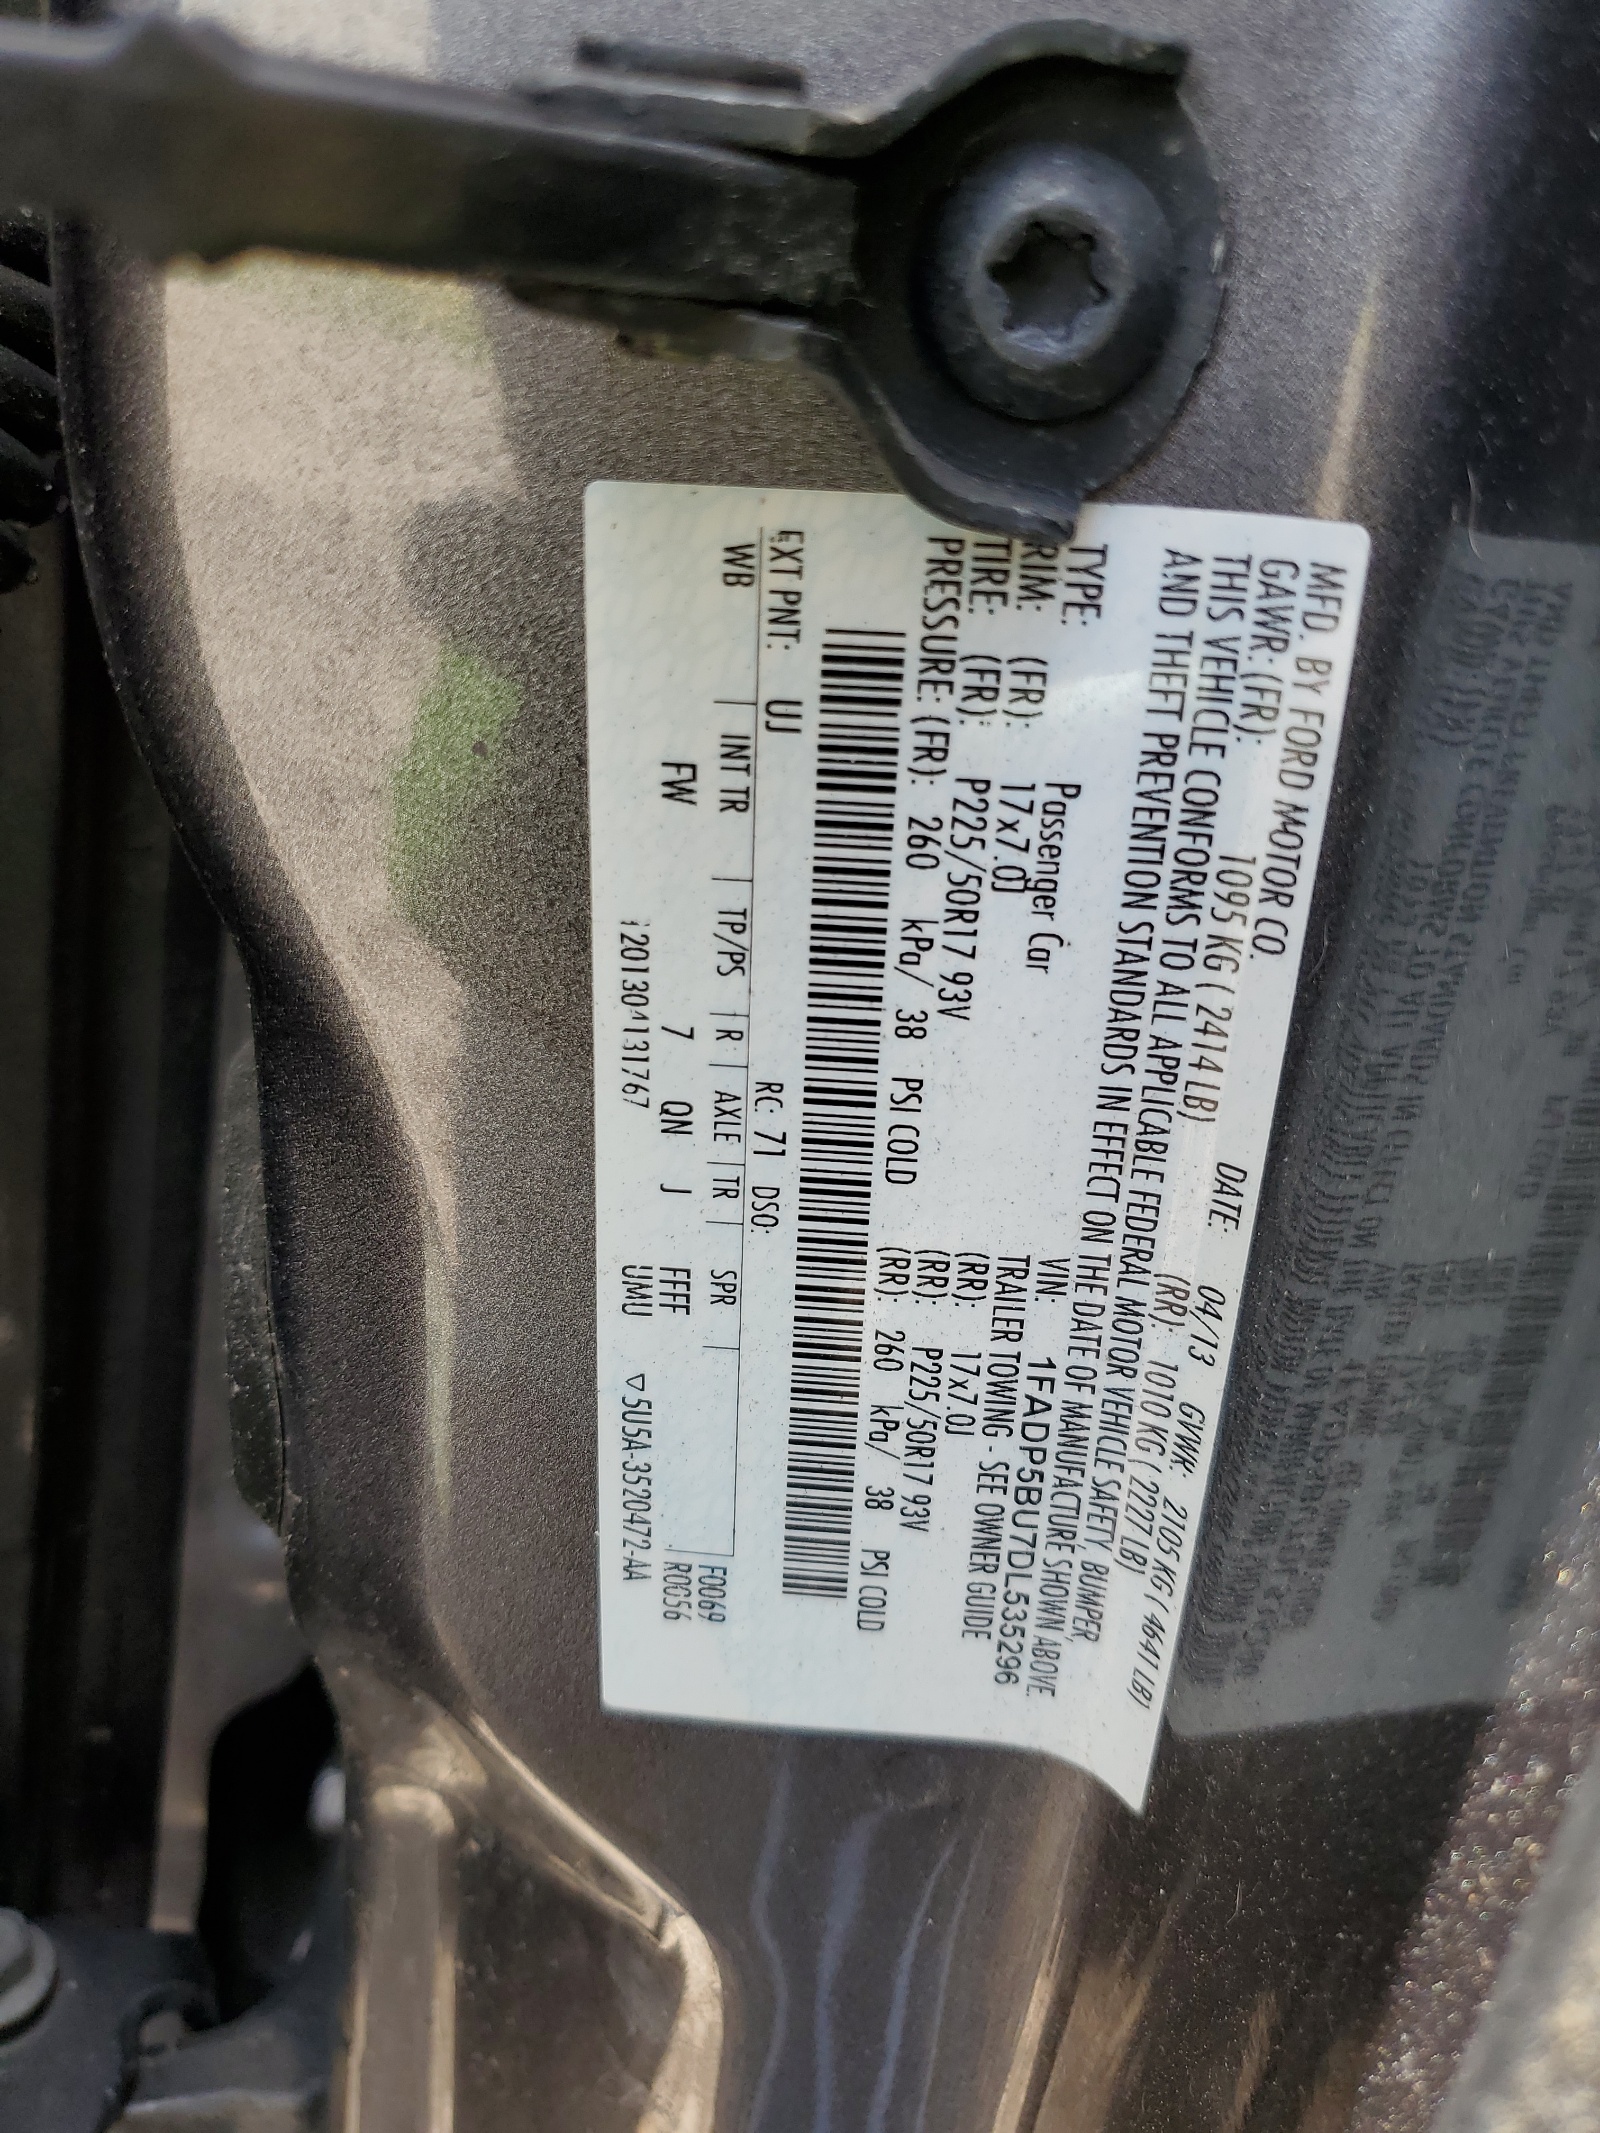 MFD. BY FORD MOTOR CO.
DATE: 04/13 GVWR: 2105 KG ( 4641 LB)
GAWR: (FR): 1095 KG ( 2414 LB) (RR): 1010 KG ( 2227 LB)
THIS VEHICLE CONFORMS TO ALL APPLICABLE FEDERAL MOTOR VEHICLE SAFETY, BUMPER,
AND THEFT PREVENTION STANDARDS IN EFFECT ON THE DATE OF MANUFACTURE SHOWN ABOVE.
VIN: 1FADP5BU7DL535296
TYPE: Passenger Car TRAILER TOWING - SEE OWNER GUIDE
RIM: (FR): 17x7.0J (RR): 17x7.0J
TIRE: (FR): P225/50R17 93V (RR): P225/50R17 93V
PRESSURE: (FR): 260 kPa/ 38 PSI COLD (RR): 260 kPa/ 38 PSI COLD
EXT PNT: UJ RC: 71 DSO:
WB | INT TR | TP/PS | R | AXLE | TR | SPR | F0069
FW 7 QN J FFFF R0056
1201304131767 UMU ▽5U5A-3520472-AA